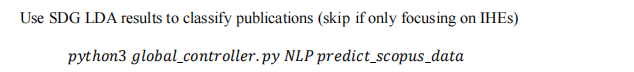 Use SDG LDA results to classify publications (skip if only focusing on IHEs)
python3 global_controller.py NLP predict_scopus_data